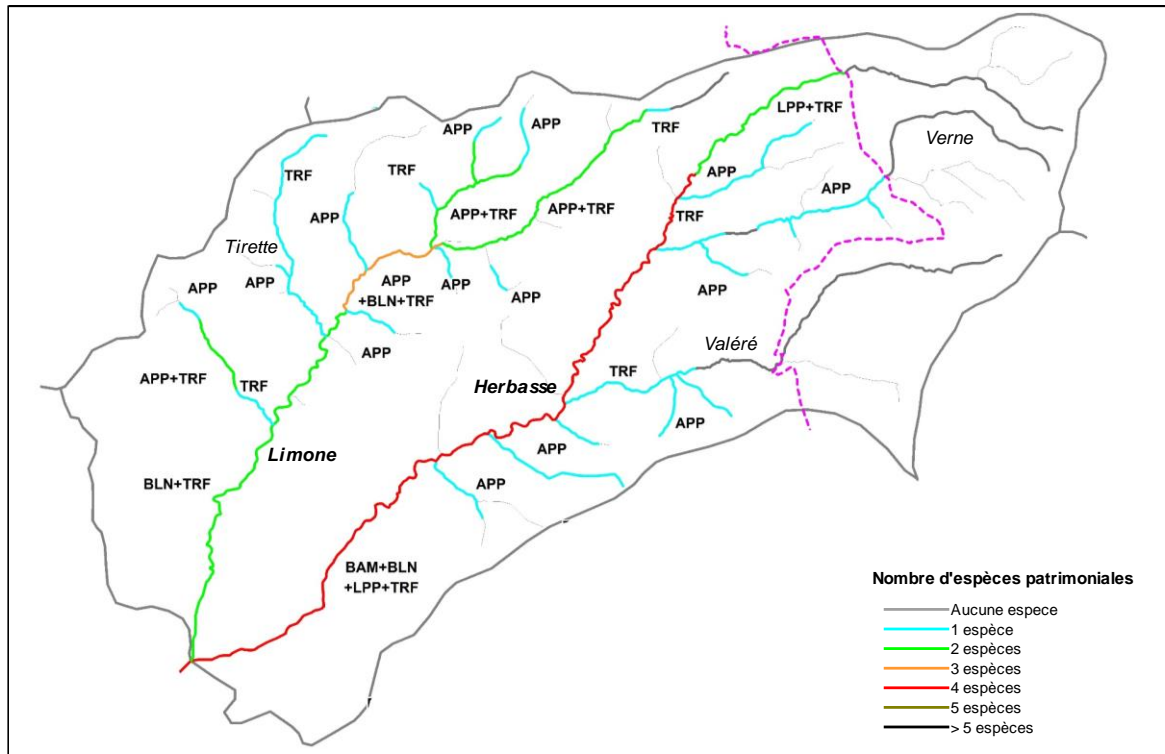 LPP+TRF
APP
APP
TRF
Verne
TRF
TRF
APP
APP
APP
APP+TRF
APP+TRF
TRF
Tirette
APP
APP
APP
+BLN+TRF
APP
APP
APP
APP
Valéré
APP+TRF
TRF
Herbasse
TRF
APP
Limone
APP
BLN+TRF
APP
BAM+BLN
+LPP+TRF
Nombre d'espèces patrimoniales
Aucune espece
1 espèce
2 espèces
3 espèces
4 espèces
5 espèces
> 5 espèces